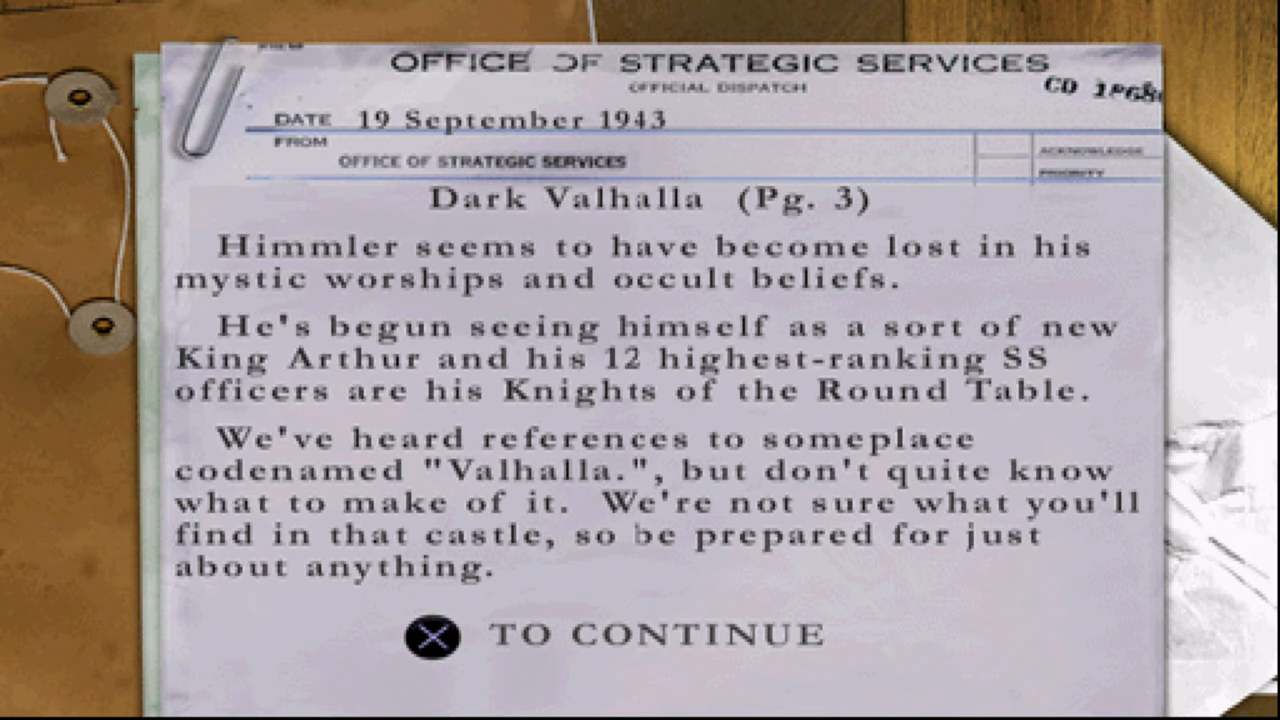 OFFICE OF STRATEGIC SERVICES
OFFICIAL DISPATCH
DATE 19 September 1943
FROM
OFFICE OF STRATEGIC SERVICES
ACKNOWLEDGE
PRIORITY
Dark Valhalla (Pg. 3)
Himmler seems to have become lost in his
mystic worships and occult beliefs.
He's begun seeing himself as a sort of new
King Arthur and his 12 highest-ranking SS
officers are his Knights of the Round Table.
We've heard references to someplace
codenamed "Valhalla.", but don't quite know
what to make of it. We're not sure what you'll
find in that castle, so be prepared for just
about anything.
TO CONTINUE